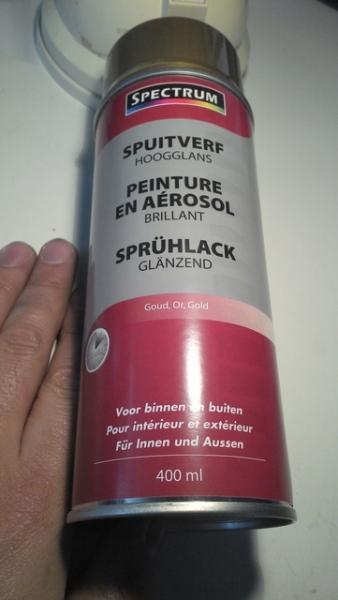 SPECTRUM
SPUITVERF
HOOGGLANS
PEINTURE
EN AÉROSOL
BRILLANT
SPRÜHLACK
GLÄNZEND
Goud, Or, Gold
Voor binnen en buiten
Pour intérieur et extérieur
Für Innen und Aussen
400 ml